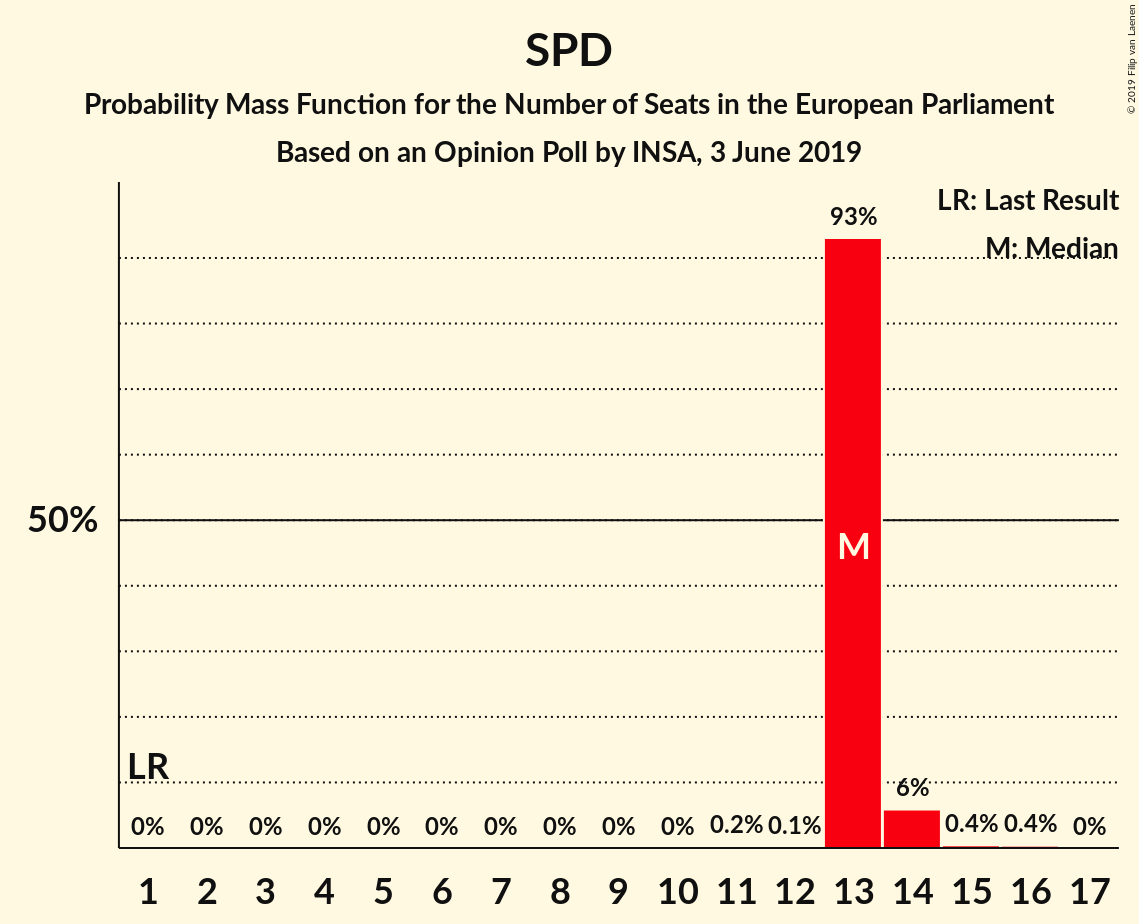 SPD
Probability Mass Function for the Number of Seats in the European Parliament
Based on an Opinion Poll by INSA, 3 June 2019
© 2019 Filip van Laenen
LR: Last Result
M: Median
93%
50%
M
LR
6%
0% 0% 0% 0% 0% 0% 0% 0% 0% 0% 0.2% 0.1% 0.4% 0.4% 0%
1 2 3 4 5 6 7 8 9 10 11 12 13 14 15 16 17